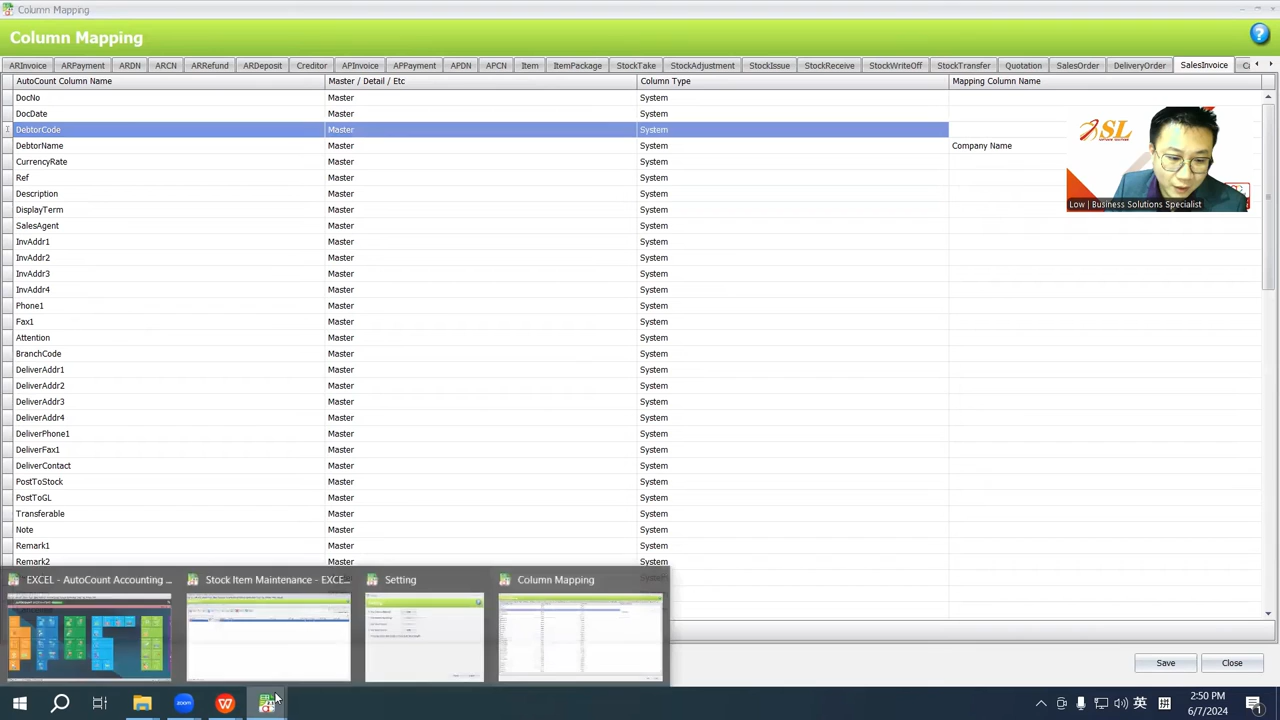 Column Mapping
Column Mapping
ARInvoice ARPayment ARDN ARCN ARRefund ARDeposit Creditor APInvoice APPayment APDN APCN Item ItemPackage StockTake StockAdjustment StockIssue StockReceive StockWriteOff StockTransfer Quotation SalesOrder DeliveryOrder SalesInvoice
AutoCount Column Name Master / Detail / Etc Column Type Mapping Column Name
DocNo Master System
DocDate Master System
DebtorCode Master System
DebtorName Master System Company Name
CurrencyRate Master System
Ref Master System
Description Master System
DisplayTerm Master System
SalesAgent Master System
InvAddr1 Master System
InvAddr2 Master System
InvAddr3 Master System
InvAddr4 Master System
Phone1 Master System
Fax1 Master System
Attention Master System
BranchCode Master System
DeliverAddr1 Master System
DeliverAddr2 Master System
DeliverAddr3 Master System
DeliverAddr4 Master System
DeliverPhone1 Master System
DeliverFax1 Master System
DeliverContact Master System
PostToStock Master System
PostToGL Master System
Transferable Master System
Note Master System
Remark1 Master System
Remark2 Master System
SL
Low | Business Solutions Specialist
EXCEL - AutoCount Accounting ... Stock Item Maintenance - EXCE... Setting Column Mapping
Save Close
zoom
英 拼
2:50 PM
6/7/2024